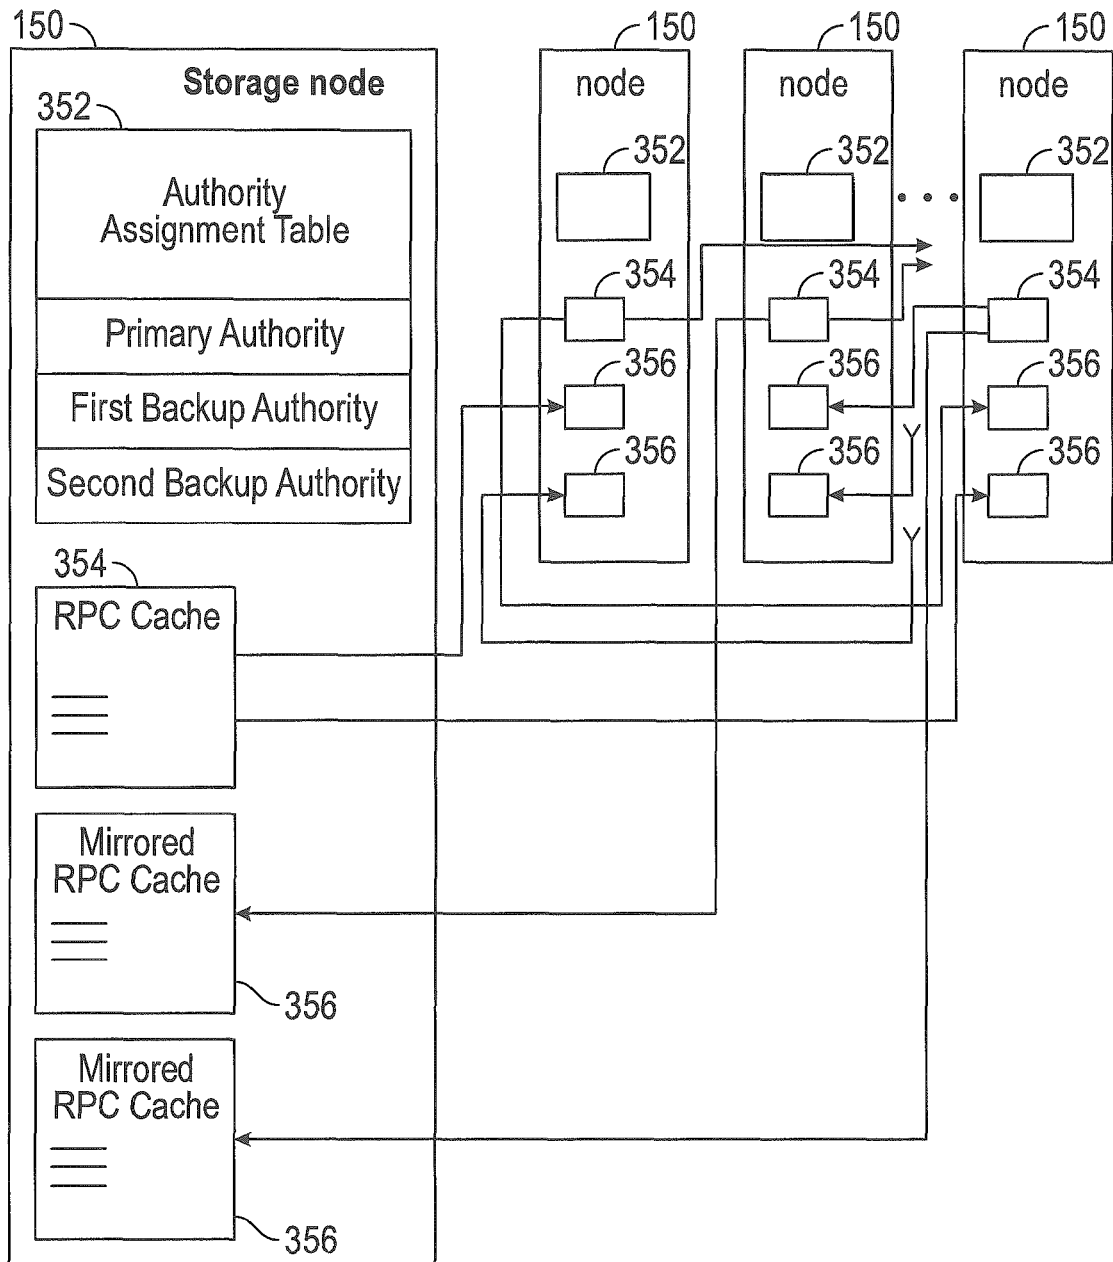 150
150
150
150
Storage node
node
node
node
352
Authority
Assignment Table
Primary Authority
First Backup Authority
Second Backup Authority
352
352
352
354
354
354
356
356
356
356
356
356
354
RPC Cache
Mirrored
RPC Cache
356
Mirrored
RPC Cache
356